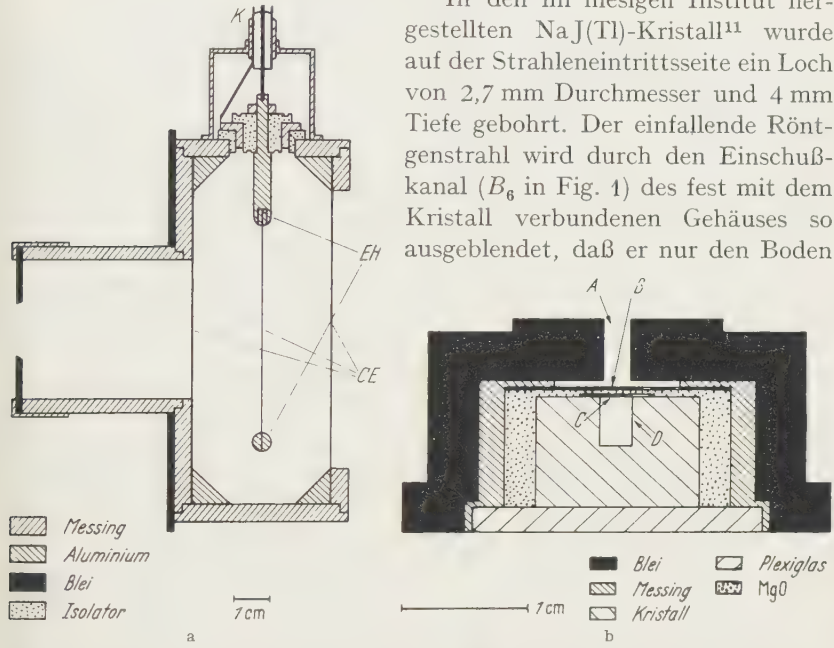 In den im hiesigen Institut her-
gestellten NaJ(Tl)-Kristall¹¹ wurde
auf der Strahleneintrittsseite ein Loch
von 2,7 mm Durchmesser und 4 mm
Tiefe gebohrt. Der einfallende Rönt-
genstrahl wird durch den Einschuß-
kanal (B₆ in Fig. 1) des fest mit dem
Kristall verbundenen Gehäuses so
ausgeblendet, daß er nur den Boden
K
EH
CE
Messing
Aluminium
Blei
Isolator
1 cm
a
A
B
C
D
Blei
Messing
Kristall
Plexiglas
MgO
1 cm
b